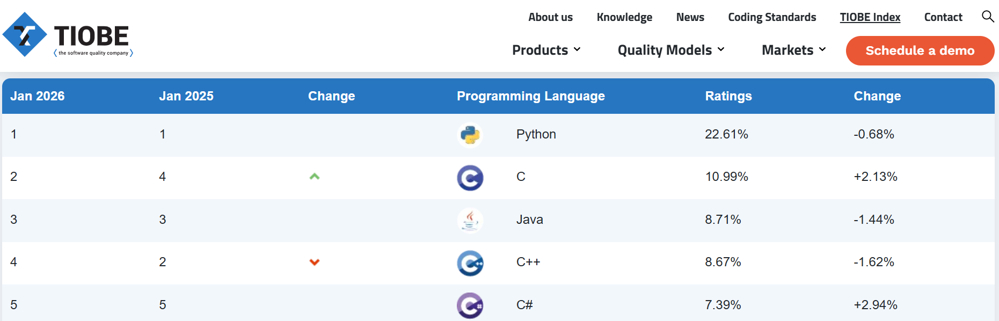 About us Knowledge News Coding Standards TIOBE Index Contact
TIOBE
the software quality company
Products Quality Models Markets Schedule a demo
Jan 2026 Jan 2025 Change Programming Language Ratings Change
1 1 Python 22.61% -0.68%
2 4 C 10.99% +2.13%
3 3 Java 8.71% -1.44%
4 2 C++ 8.67% -1.62%
5 5 C# 7.39% +2.94%